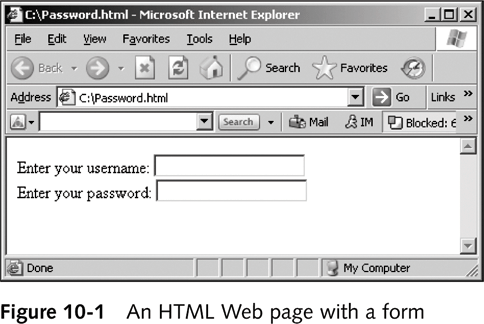 C:\Password.html - Microsoft Internet Explorer
File Edit View Favorites Tools Help
Back Search Favorites
Address C:\Password.html Go Links »
Search Mail IM Blocked: 6 »
Enter your username:
Enter your password:
Done My Computer
Figure 10-1 An HTML Web page with a form